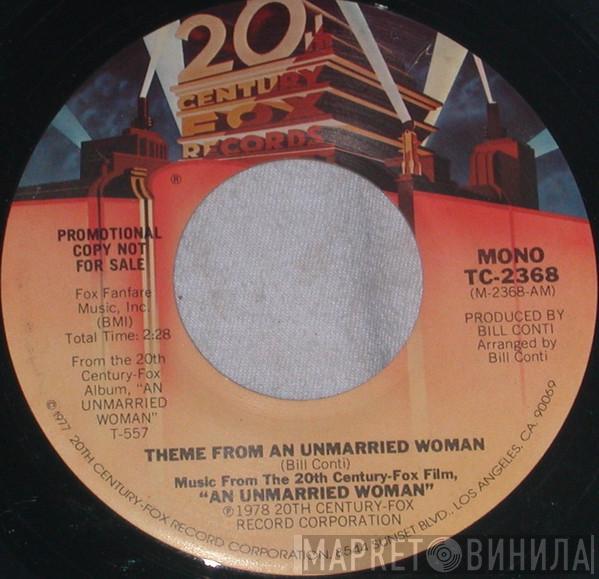 20th
CENTURY
FOX
RECORDS
®
PROMOTIONAL
COPY NOT
FOR SALE
Fox Fanfare
Music, Inc.
(BMI)
Total Time: 2:28
From the 20th
Century-Fox
Album, "AN
UNMARRIED
WOMAN"
T-557
MONO
TC-2368
(M-2368-AM)
PRODUCED BY
BILL CONTI
Arranged by
Bill Conti
THEME FROM AN UNMARRIED WOMAN
(Bill Conti)
Music From The 20th Century-Fox Film,
"AN UNMARRIED WOMAN"
℗1978 20TH CENTURY-FOX
RECORD CORPORATION
©1977 20TH CENTURY-FOX RECORD CORPORATION, 8544 SUNSET BLVD., LOS ANGELES, CA. 90069
МАРКЕТ ВИНИЛА